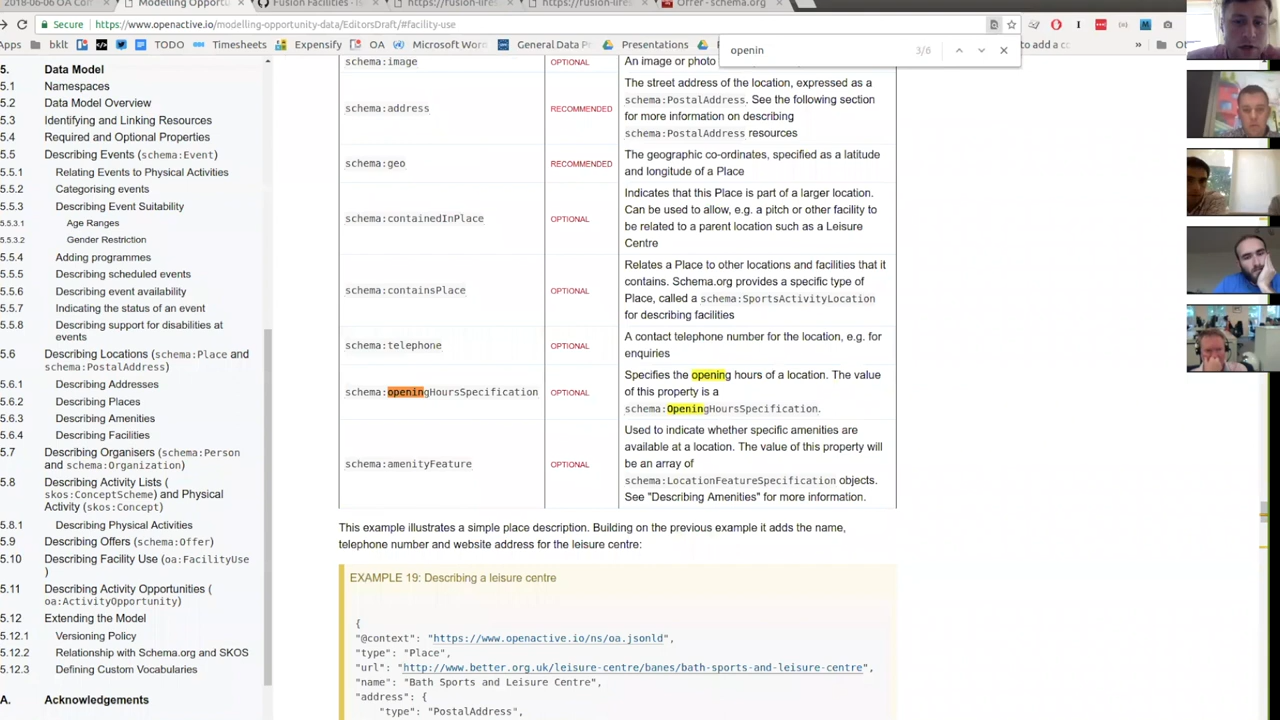 2018-06-06 OA Com
Modelling Opportu
Fusion Facilities - Is
https://fusion-lifes
https://fusion-lifes
Offer - schema.org
Secure
https://www.openactive.io/modelling-opportunity-data/EditorsDraft/#facility-use
Apps
bklt
TODO
Timesheets
Expensify
OA
Microsoft Word
General Data Pr
Presentations
to add a co
»
openin
3/6
5. Data Model
5.1 Namespaces
5.2 Data Model Overview
5.3 Identifying and Linking Resources
5.4 Required and Optional Properties
5.5 Describing Events (schema:Event)
5.5.1 Relating Events to Physical Activities
5.5.2 Categorising events
5.5.3 Describing Event Suitability
5.5.3.1 Age Ranges
5.5.3.2 Gender Restriction
5.5.4 Adding programmes
5.5.5 Describing scheduled events
5.5.6 Describing event availability
5.5.7 Indicating the status of an event
5.5.8 Describing support for disabilities at
events
5.6 Describing Locations (schema:Place and
schema:PostalAddress)
5.6.1 Describing Addresses
5.6.2 Describing Places
5.6.3 Describing Amenities
5.6.4 Describing Facilities
5.7 Describing Organisers (schema:Person
and schema:Organization)
5.8 Describing Activity Lists (
skos:ConceptScheme) and Physical
Activity (skos:Concept)
5.8.1 Describing Physical Activities
5.9 Describing Offers (schema:Offer)
5.10 Describing Facility Use (oa:FacilityUse
)
5.11 Describing Activity Opportunities (
oa:ActivityOpportunity)
5.12 Extending the Model
5.12.1 Versioning Policy
5.12.2 Relationship with Schema.org and SKOS
5.12.3 Defining Custom Vocabularies
A. Acknowledgements
schema:image
OPTIONAL
An image or photo
schema:address
RECOMMENDED
The street address of the location, expressed as a
schema:PostalAddress. See the following section
for more information on describing
schema:PostalAddress resources
schema:geo
RECOMMENDED
The geographic co-ordinates, specified as a latitude
and longitude of a Place
schema:containedInPlace
OPTIONAL
Indicates that this Place is part of a larger location.
Can be used to allow, e.g. a pitch or other facility to
be related to a parent location such as a Leisure
Centre
schema:containsPlace
OPTIONAL
Relates a Place to other locations and facilities that it
contains. Schema.org provides a specific type of
Place, called a schema:SportsActivityLocation
for describing facilities
schema:telephone
OPTIONAL
A contact telephone number for the location, e.g. for
enquiries
schema:openingHoursSpecification
OPTIONAL
Specifies the opening hours of a location. The value
of this property is a
schema:OpeningHoursSpecification.
schema:amenityFeature
OPTIONAL
Used to indicate whether specific amenities are
available at a location. The value of this property will
be an array of
schema:LocationFeatureSpecification objects.
See "Describing Amenities" for more information.
This example illustrates a simple place description. Building on the previous example it adds the name,
telephone number and website address for the leisure centre:
EXAMPLE 19: Describing a leisure centre
{
"@context": "https://www.openactive.io/ns/oa.jsonld",
"type": "Place",
"url": "http://www.better.org.uk/leisure-centre/banes/bath-sports-and-leisure-centre",
"name": "Bath Sports and Leisure Centre",
"address": {
"type": "PostalAddress",